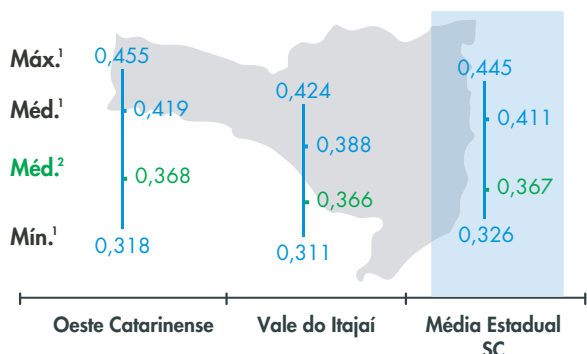 Máx.¹ 0,455 0,424 0,445
Méd.¹ 0,419 0,388 0,411
Méd.² 0,368 0,366 0,367
Mín.¹ 0,318 0,311 0,326
Oeste Catarinense Vale do Itajaí Média Estadual
SC